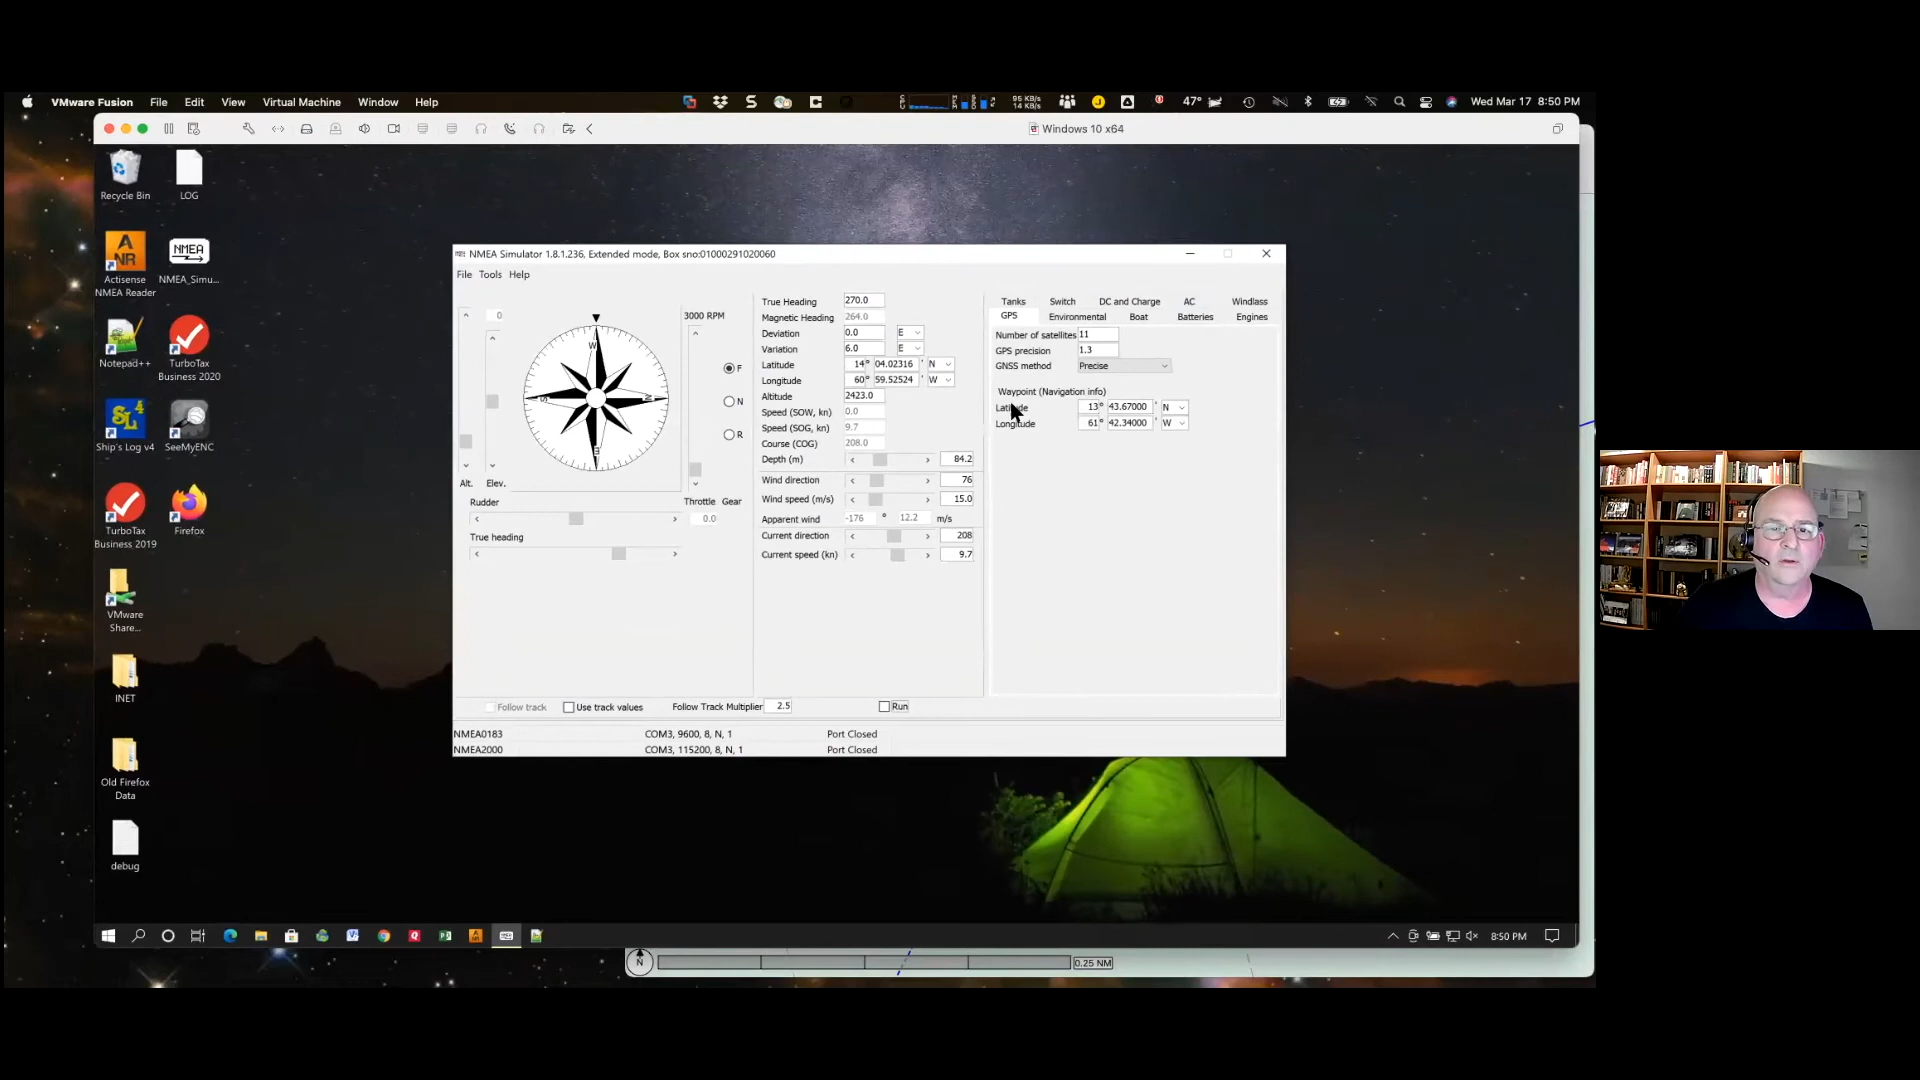 VMware Fusion File Edit View Virtual Machine Window Help
96 KB/s
14 KB/s
47°
Wed Mar 17 8:50 PM
Windows 10 x64
Recycle Bin
LOG
NMEA
Actisense
NMEA Reader
NMEA_Simu...
Notepad++
TurboTax
Business 2020
Ship's Log v4
SeeMyENC
TurboTax
Business 2019
Firefox
VMware
Share...
INET
Old Firefox
Data
debug
NMEA Simulator 1.8.1.236, Extended mode, Box sno:01000291020060
File Tools Help
0
3000 RPM
W
S
N
E
F
N
R
Alt. Elev.
Rudder
Throttle Gear
0.0
True heading
True Heading 270.0
Magnetic Heading 264.0
Deviation 0.0 E
Variation 6.0 E
Latitude 14° 04.02316 ' N
Longitude 60° 59.52524 ' W
Altitude 2423.0
Speed (SOW, kn) 0.0
Speed (SOG, kn) 9.7
Course (COG) 208.0
Depth (m) 84.2
Wind direction 76
Wind speed (m/s) 15.0
Apparent wind -176 ° 12.2 m/s
Current direction 208
Current speed (kn) 9.7
Tanks Switch DC and Charge AC Windlass
GPS Environmental Boat Batteries Engines
Number of satellites 11
GPS precision 1.3
GNSS method Precise
Waypoint (Navigation info)
Latitude 13° 43.67000 ' N
Longitude 61° 42.34000 ' W
Follow track Use track values Follow Track Multiplier 2.5 Run
NMEA0183 COM3, 9600, 8, N, 1 Port Closed
NMEA2000 COM3, 115200, 8, N, 1 Port Closed
8:50 PM
N
0.25 NM